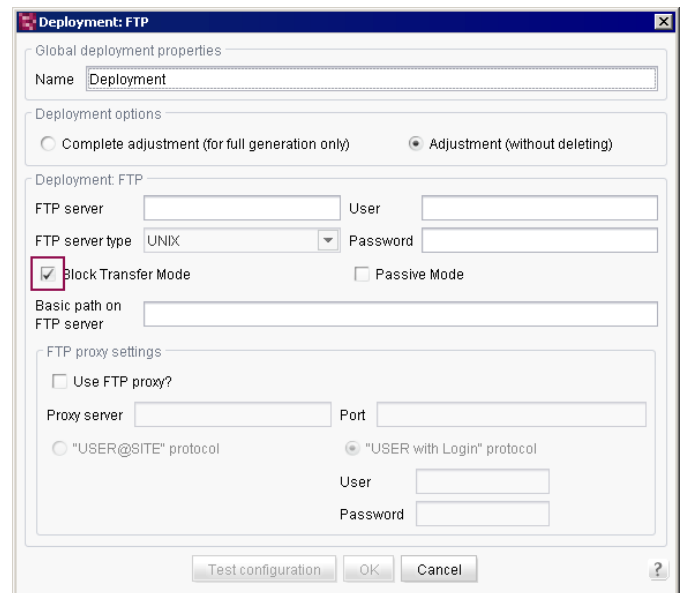 Deployment: FTP
Global deployment properties
Name Deployment
Deployment options
Complete adjustment (for full generation only) Adjustment (without deleting)
Deployment: FTP
FTP server User
FTP server type UNIX Password
Block Transfer Mode Passive Mode
Basic path on
FTP server
FTP proxy settings
Use FTP proxy?
Proxy server Port
"USER@SITE" protocol "USER with Login" protocol
User
Password
Test configuration OK Cancel ?